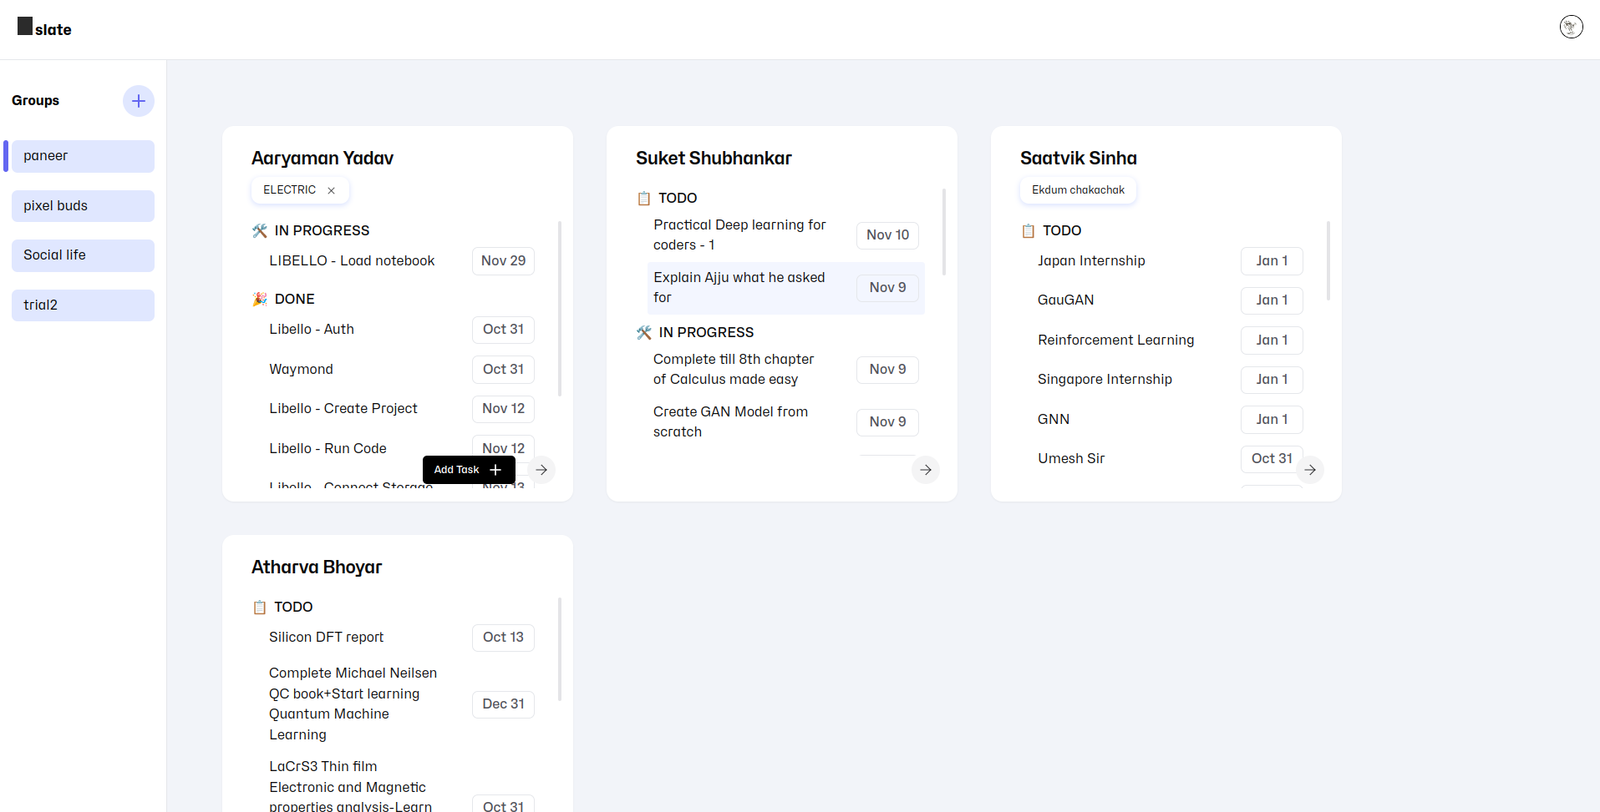 slate
Groups
paneer
pixel buds
Social life
trial2
Aaryaman Yadav
ELECTRIC
IN PROGRESS
LIBELLO - Load notebook Nov 29
DONE
Libello - Auth Oct 31
Waymond Oct 31
Libello - Create Project Nov 12
Libello - Run Code Nov 12
Libello - Connect Storage Nov 13
Add Task
Suket Shubhankar
TODO
Practical Deep learning for
coders - 1
Nov 10
Explain Ajju what he asked
for
Nov 9
IN PROGRESS
Complete till 8th chapter
of Calculus made easy
Nov 9
Create GAN Model from
scratch
Nov 9
Saatvik Sinha
Ekdum chakachak
TODO
Japan Internship Jan 1
GauGAN Jan 1
Reinforcement Learning Jan 1
Singapore Internship Jan 1
GNN Jan 1
Umesh Sir Oct 31
Atharva Bhoyar
TODO
Silicon DFT report Oct 13
Complete Michael Neilsen
QC book+Start learning
Quantum Machine
Learning
Dec 31
LaCrS3 Thin film
Electronic and Magnetic
properties analysis-Learn
Oct 31